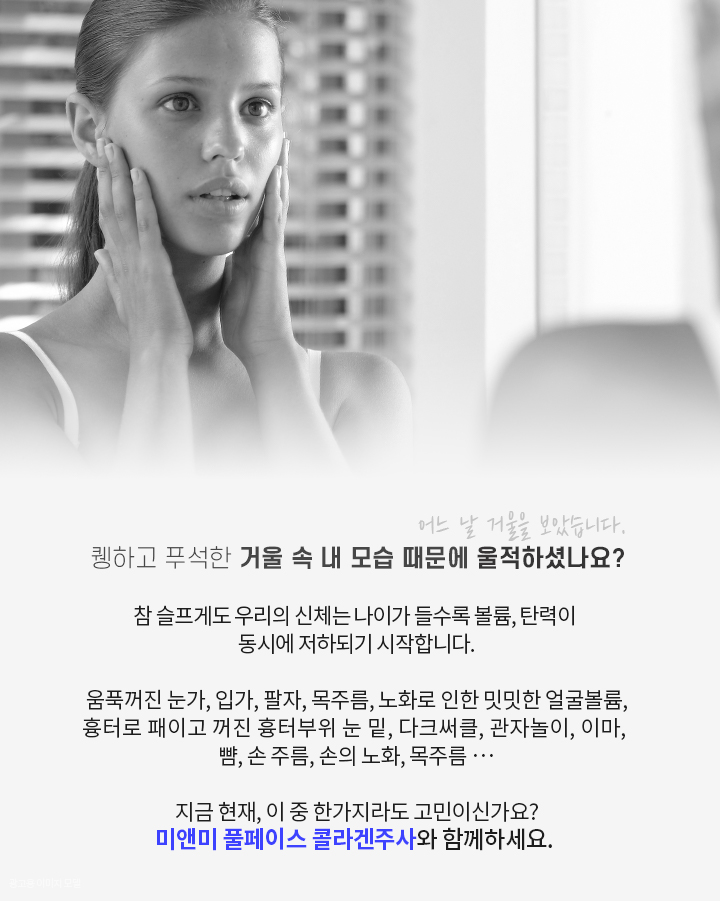 어느 날 거울을 보았습니다.
퀭하고 푸석한 거울 속 내 모습 때문에 울적하셨나요?
참 슬프게도 우리의 신체는 나이가 들수록 볼륨, 탄력이
동시에 저하되기 시작합니다.
움푹꺼진 눈가, 입가, 팔자, 목주름, 노화로 인한 밋밋한 얼굴볼륨,
흉터로 패이고 꺼진 흉터부위 눈 밑, 다크써클, 관자놀이, 이마,
뺨, 손 주름, 손의 노화, 목주름 ⋯
지금 현재, 이 중 한가지라도 고민이신가요?
미앤미 풀페이스 콜라겐주사와 함께하세요.